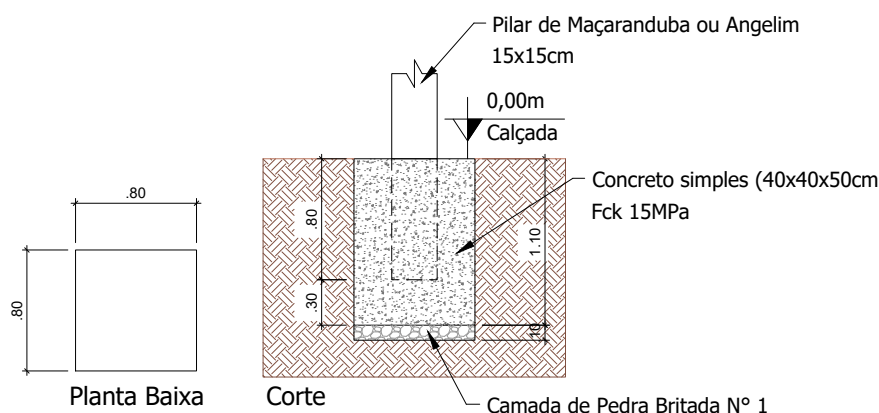 Pilar de Maçaranduba ou Angelim
15x15cm
0,00m
Calçada
.80
.80
.80
.30
1.10
.10
Concreto simples (40x40x50cm
Fck 15MPa
Planta Baixa
Corte
Camada de Pedra Britada N° 1